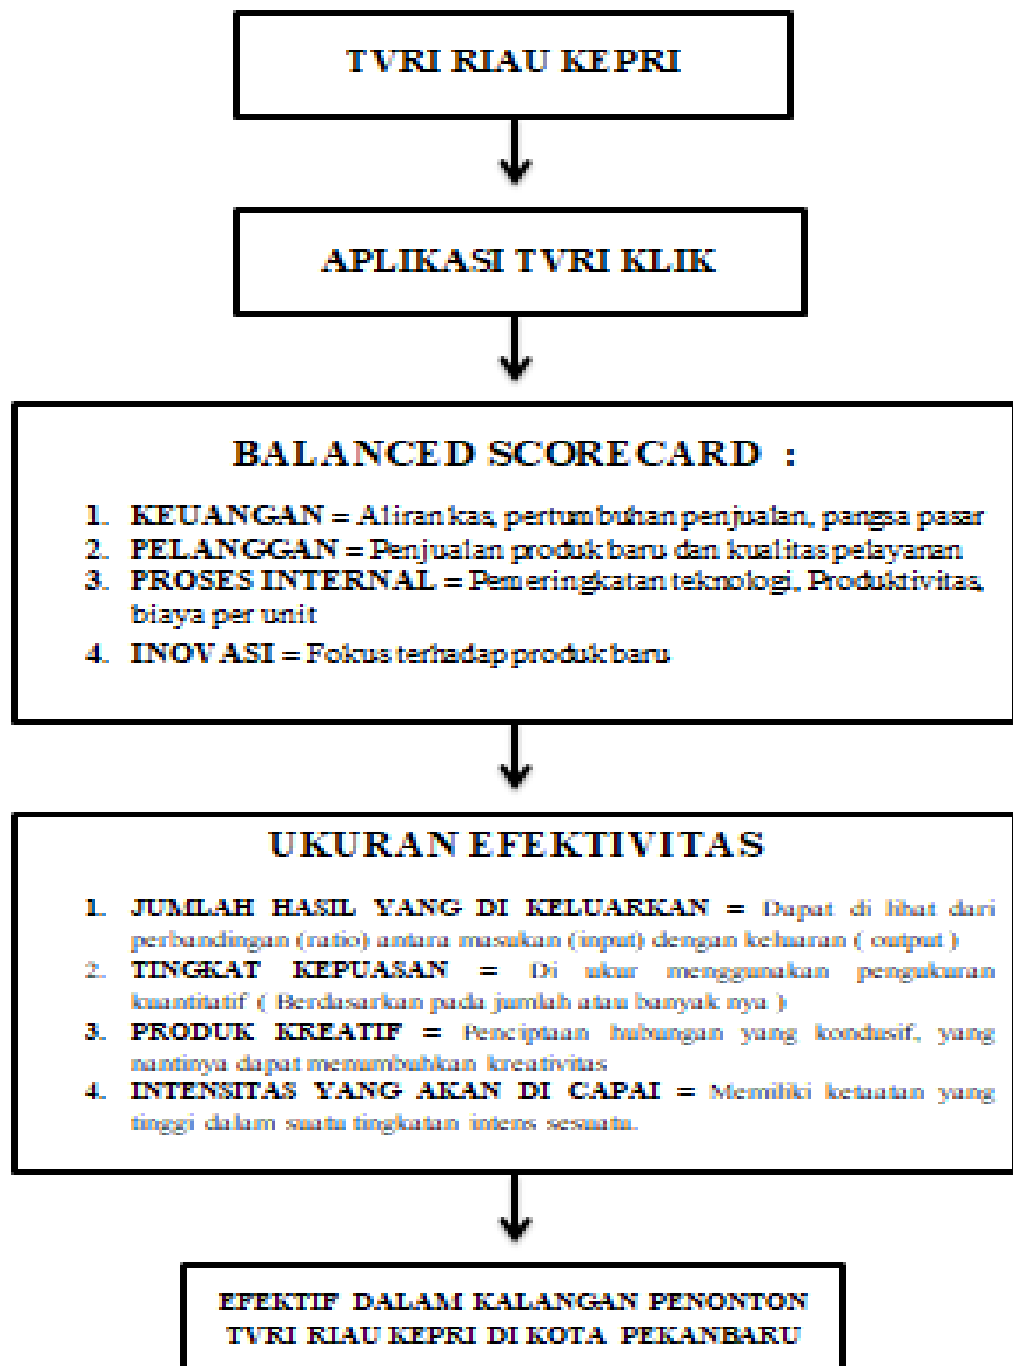 TVRI RIAU KEPRI
APLIKASI TVRI KLIK
BALANCED SCORECARD :
1. KEUANGAN = Aliran kas, pertumbuhan penjualan, pangsa pasar
2. PELANGGAN = Penjualan produk baru dan kualitas pelayanan
3. PROSES INTERNAL = Pemeringkatan teknologi, Produktivitas,
biaya per unit
4. INOVASI = Fokus terhadap produk baru
UKURAN EFEKTIVITAS
1. JUMLAH HASIL YANG DI KELUARKAN = Dapat di lihat dari
perbandingan (ratio) antara masukan (input) dengan keluaran ( output )
2. TINGKAT KEPUASAN = Di ukur menggunakan pengukuran
kuantitatif ( Berdasarkan pada jumlah atau banyak nya )
3. PRODUK KREATIF = Penciptaan hubungan yang kondusif, yang
nantinya dapat menumbuhkan kreativitas
4. INTENSITAS YANG AKAN DI CAPAI = Memiliki ketaatan yang
tinggi dalam suatu tingkatan intens sesuatu.
EFEKTIF DALAM KALANGAN PENONTON
TVRI RIAU KEPRI DI KOTA PEKANBARU